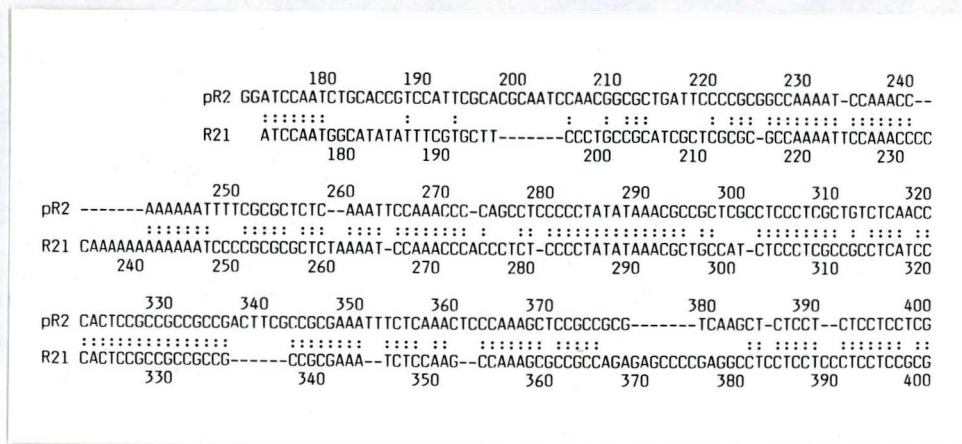 180 190 200 210 220 230 240
pR2 GGATCCAATCTGCACCGTCCATTCGCACGCAATCCAACGGCGCTGATTCCCCGCGGCCAAAAT-CCAAACC--
::::::: : : : : ::: ::: : ::: :::::::: ::::::::
R21 ATCCAATGGCATATATTTCGTGCTT-------CCCTGCCGCATCGCTCGCGC-GCCAAAATTCCAAACCCC
180 190 200 210 220 230
250 260 270 280 290 300 310 320
pR2 -------AAAAAATTTTCGCGCTCTC--AAATTCCAAACCC-CAGCCTCCCCCTATATAAACGCCGCTCGCCTCCCTCGCTGTCTCAACC
R21 CAAAAAAAAAAAATCCCCGCGCGCTCTAAAAT-CCAAACCCACCCTCT-CCCCTATATAAACGCTGCCAT-CTCCCTCGCCGCCTCATCC
240 250 260 270 280 290 300 310 320
330 340 350 360 370 380 390 400
pR2 CACTCCGCCGCCGCCGACTTCGCCGCGAAATTTCTCAAACTCCCAAAGCTCCGCCGCG-------TCAAGCT-CTCCT--CTCCTCCTCG
R21 CACTCCGCCGCCGCCG------CCGCGAAA--TCTCCAAG--CCAAAGCGCCGCCAGAGAGCCCCGAGGCCTCCTCCTCCCTCCTCCGCG
330 340 350 360 370 380 390 400